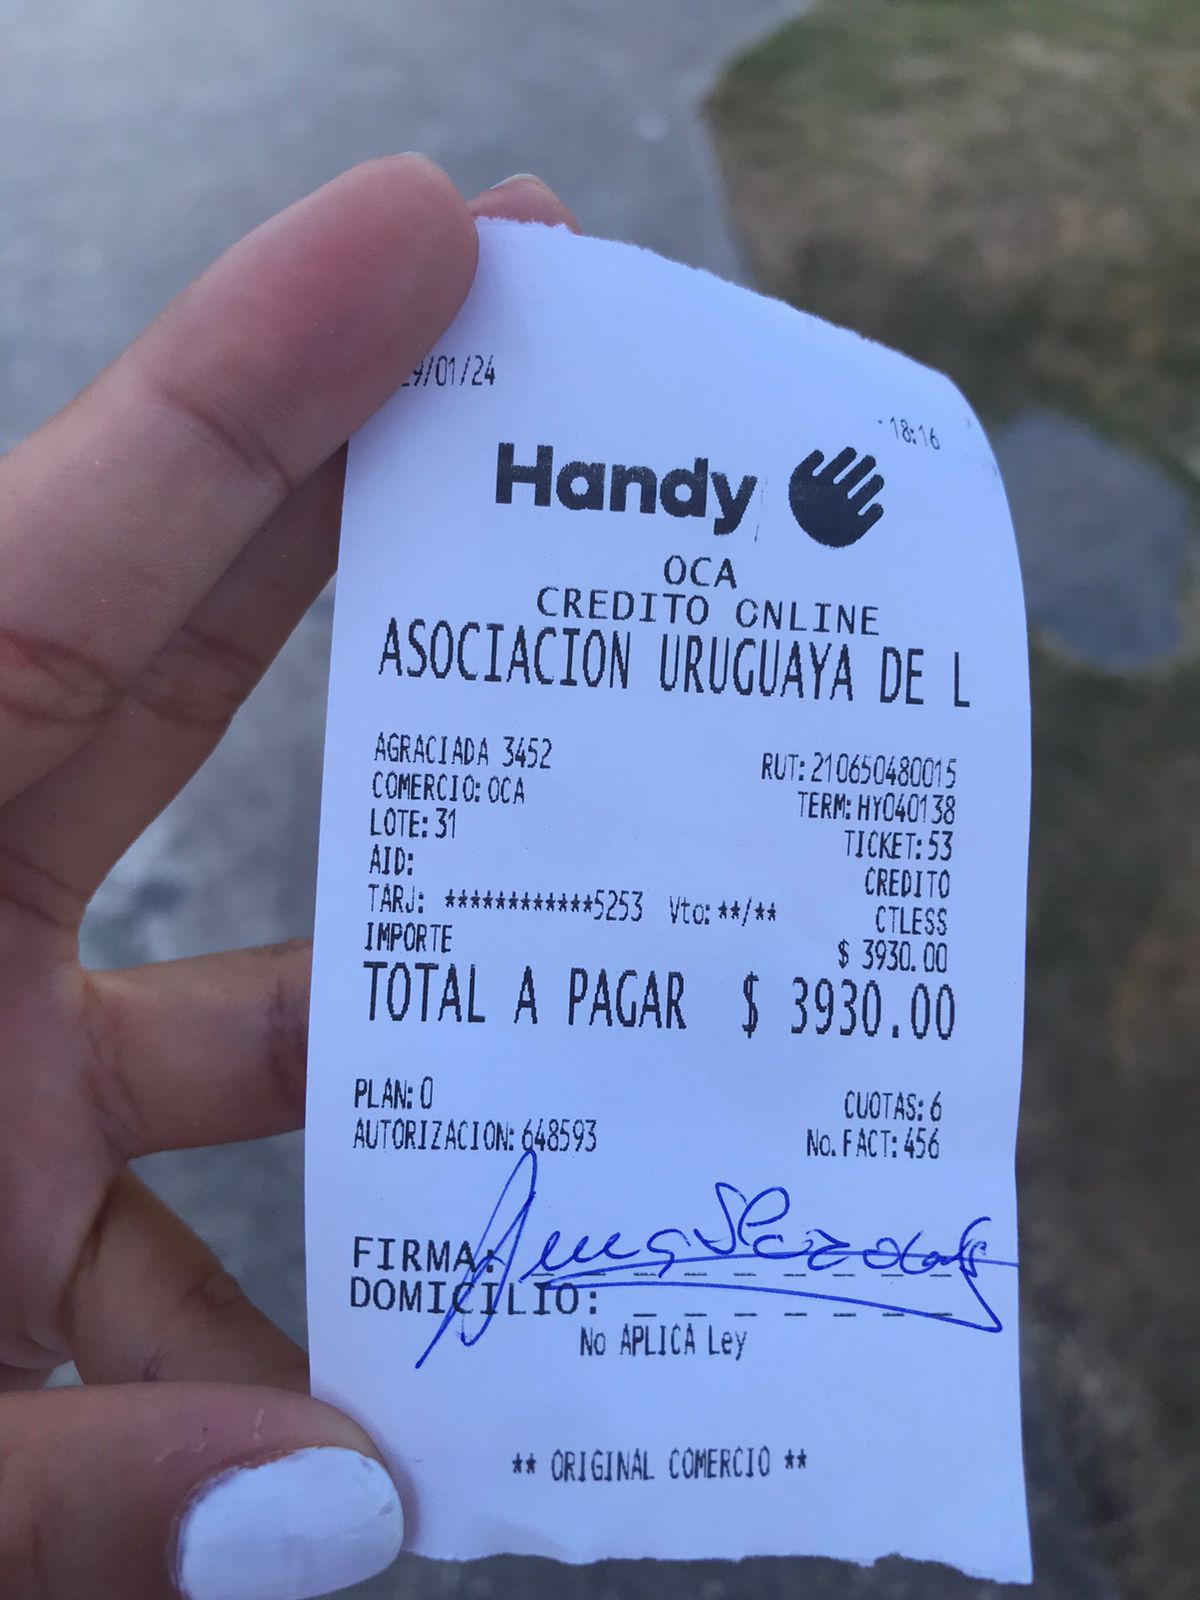 29/01/24
18:16
Handy
OCA
CREDITO ONLINE
ASOCIACION URUGUAYA DE L
AGRACIADA 3452 RUT: 210650480015
COMERCIO: OCA TERM: HY040138
LOTE: 31 TICKET: 53
AID: CREDITO
TARJ: ************5253 Vto: **/** CTLESS
IMPORTE $ 3930.00
TOTAL A PAGAR $ 3930.00
PLAN: 0 CUOTAS: 6
AUTORIZACION: 648593 No. FACT: 456
FIRMA:
DOMICILIO:
No APLICA Ley
** ORIGINAL COMERCIO **